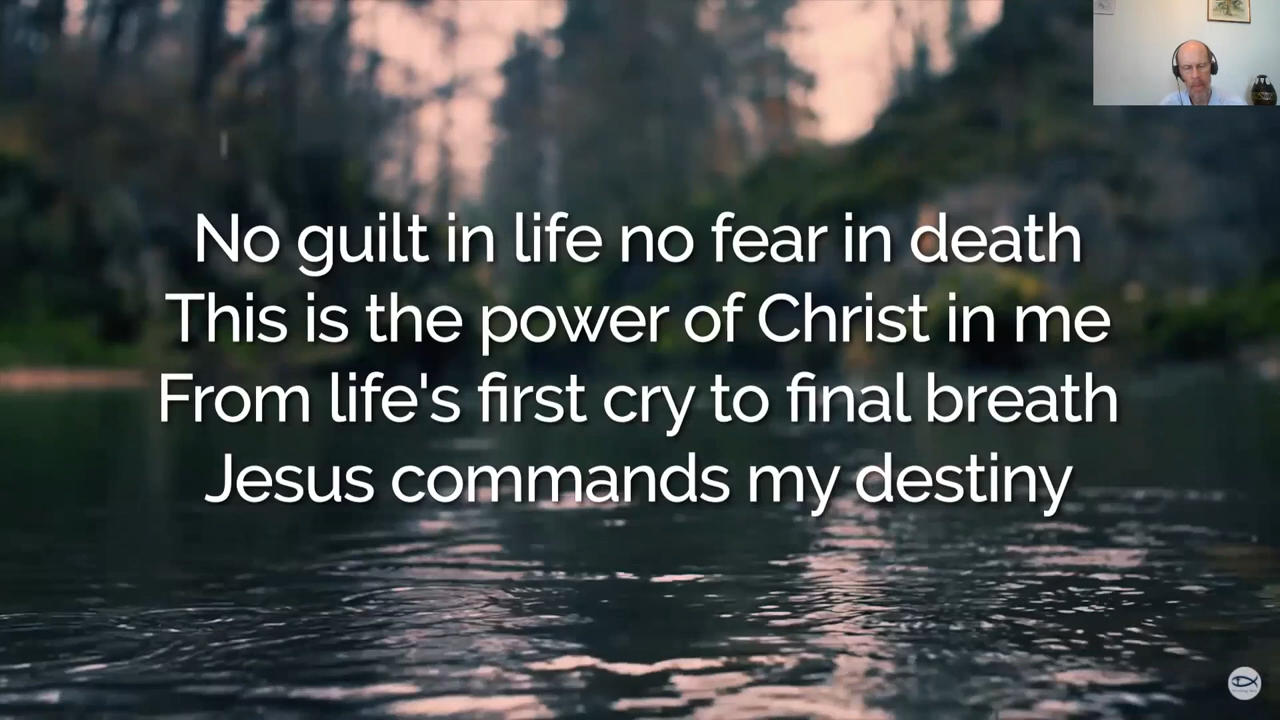 No guilt in life no fear in death
This is the power of Christ in me
From life's first cry to final breath
Jesus commands my destiny